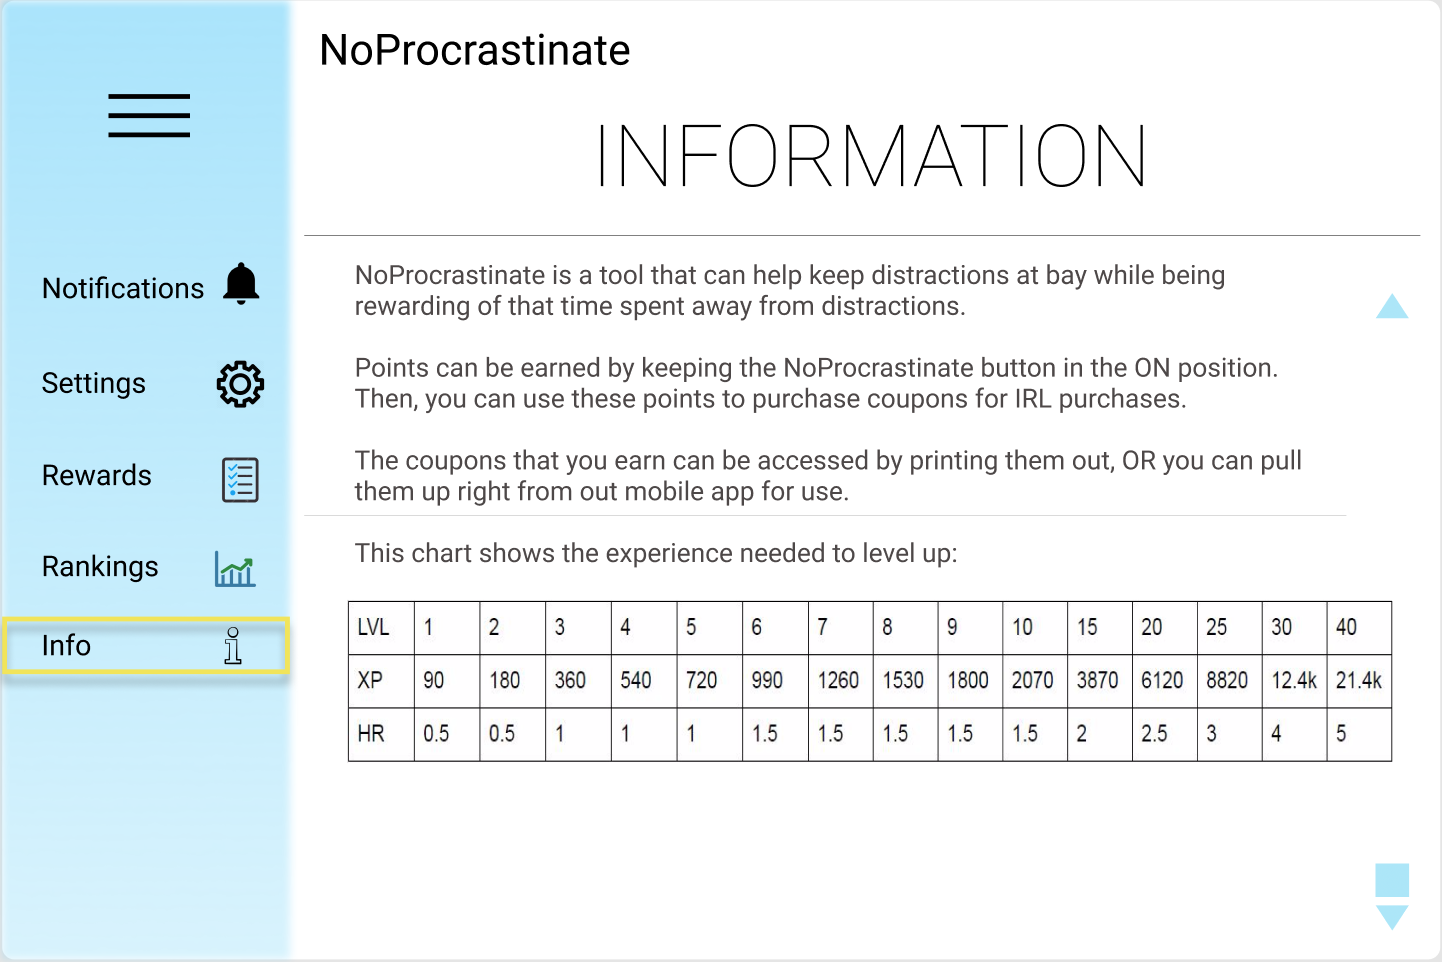 NoProcrastinate
INFORMATION
Notifications
Settings
Rewards
Rankings
Info
NoProcrastinate is a tool that can help keep distractions at bay while being
rewarding of that time spent away from distractions.
Points can be earned by keeping the NoProcrastinate button in the ON position.
Then, you can use these points to purchase coupons for IRL purchases.
The coupons that you earn can be accessed by printing them out, OR you can pull
them up right from out mobile app for use.
This chart shows the experience needed to level up:
LVL 1 2 3 4 5 6 7 8 9 10 15 20 25 30 40
XP 90 180 360 540 720 990 1260 1530 1800 2070 3870 6120 8820 12.4k 21.4k
HR 0.5 0.5 1 1 1 1.5 1.5 1.5 1.5 1.5 2 2.5 3 4 5